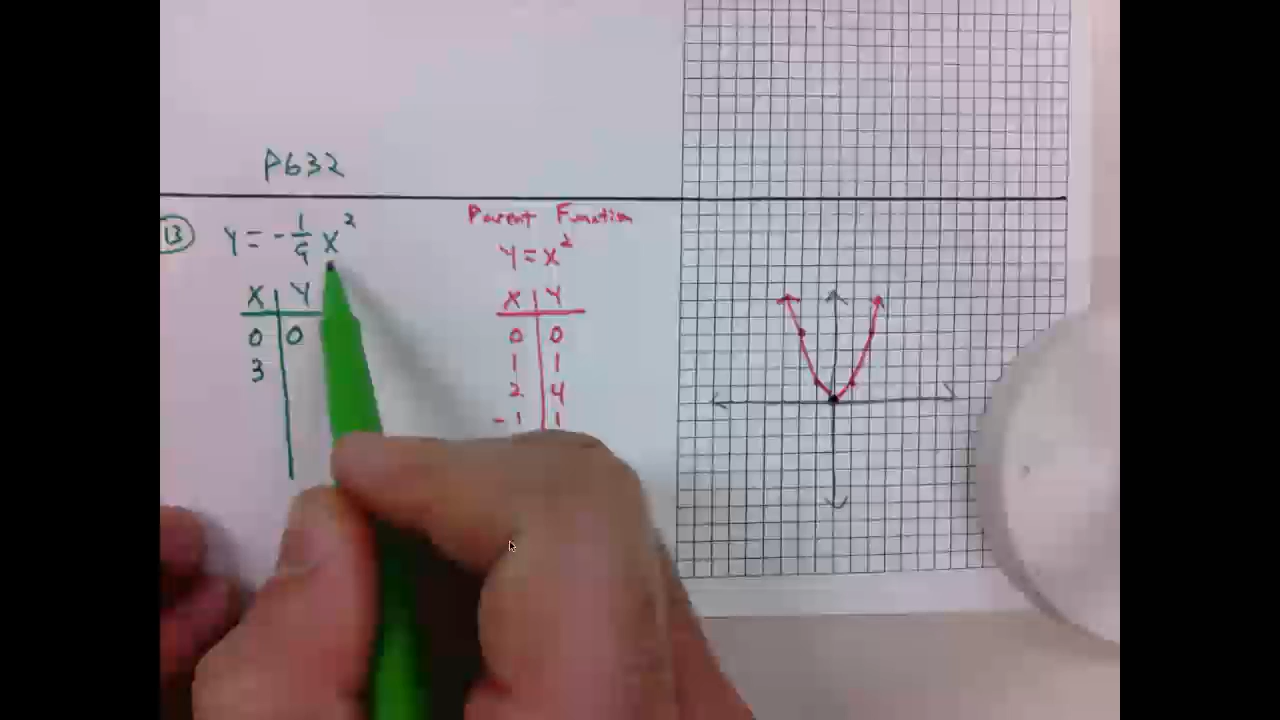 P632
13
Y = -1/9 X²
X Y
0 0
3
Parent Function
Y = X²
X Y
0 0
1 1
2 4
-1 1